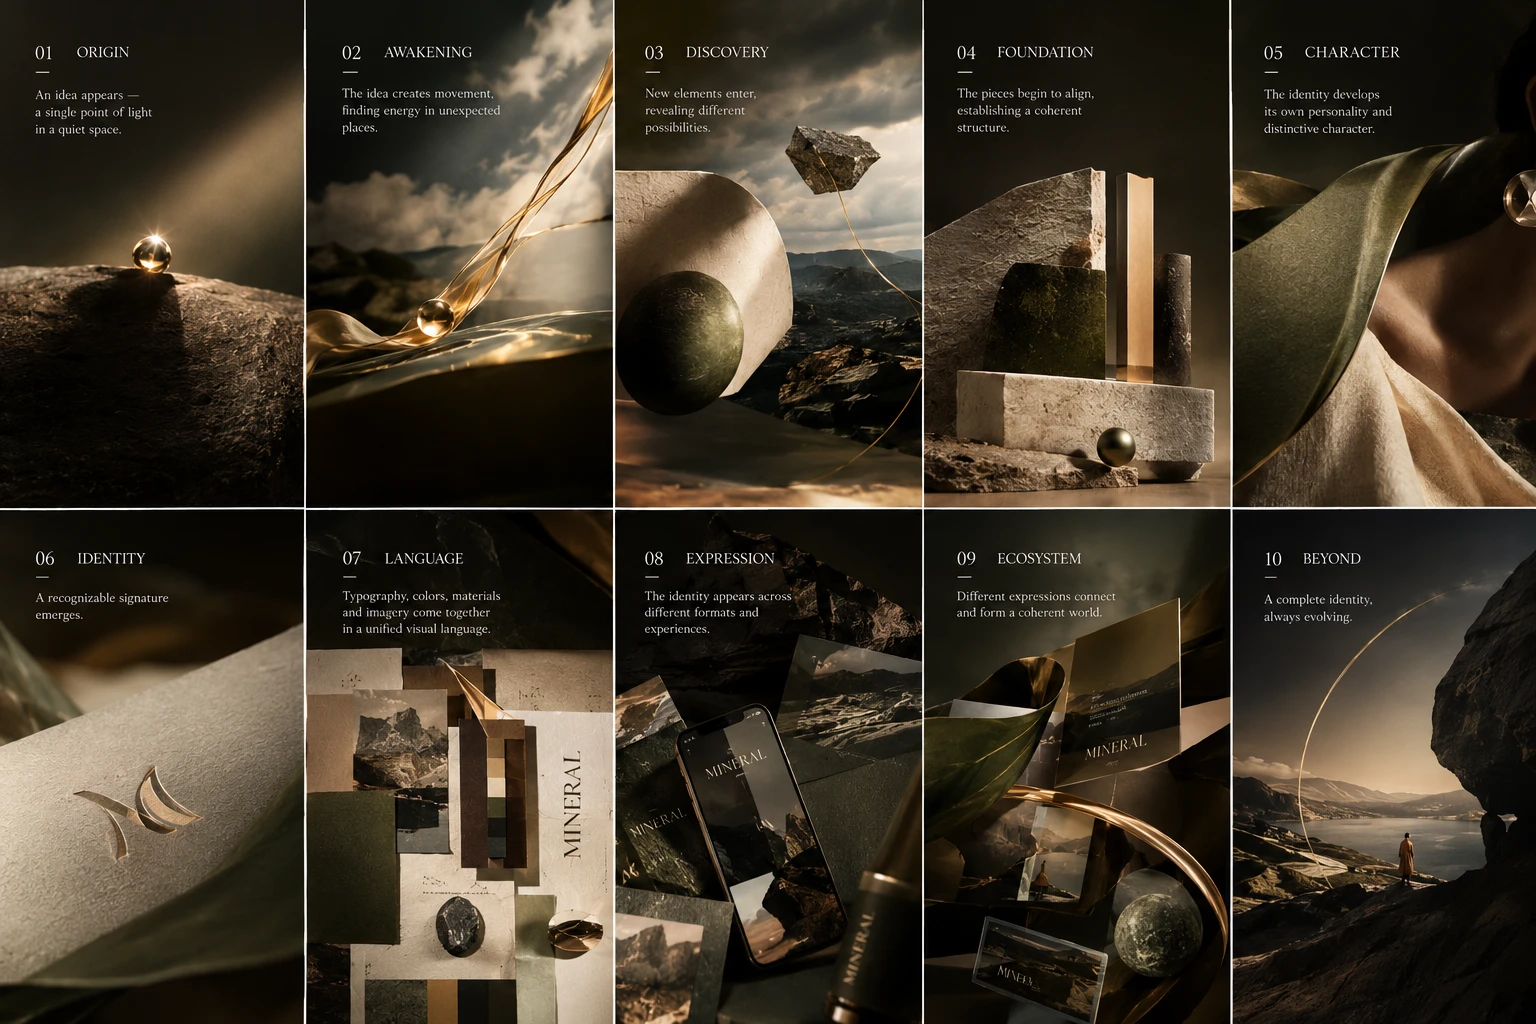 01 ORIGIN
An idea appears —
a single point of light
in a quiet space.
02 AWAKENING
The idea creates movement,
finding energy in unexpected
places.
03 DISCOVERY
New elements enter,
revealing different
possibilities.
04 FOUNDATION
The pieces begin to align,
establishing a coherent
structure.
05 CHARACTER
The identity develops
its own personality and
distinctive character.
06 IDENTITY
A recognizable signature
emerges.
07 LANGUAGE
Typography, colors, materials
and imagery come together
in a unified visual language.
MINERAL
08 EXPRESSION
The identity appears across
different formats and
experiences.
MINERAL
MINERAL
MINERAL
09 ECOSYSTEM
Different expressions connect
and form a coherent world.
MINERAL
10 BEYOND
A complete identity,
always evolving.